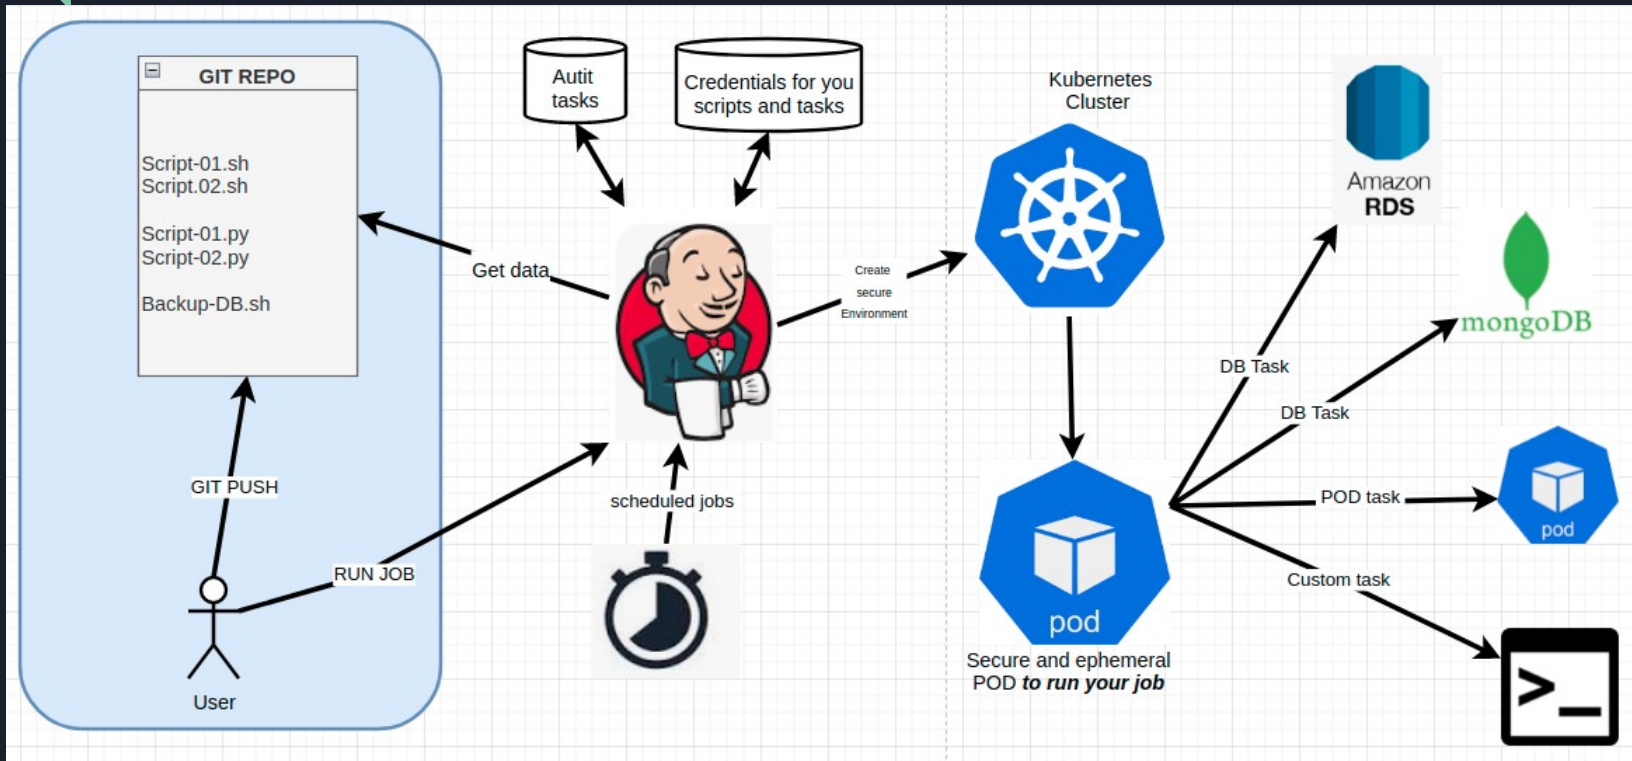 GIT REPO
Script-01.sh
Script.02.sh
Script-01.py
Script-02.py
Backup-DB.sh
GIT PUSH
RUN JOB
User
Autit
tasks
Credentials for you
scripts and tasks
Get data
scheduled jobs
Create
secure
Environment
Kubernetes
Cluster
pod
Secure and ephemeral
POD to run your job
DB Task
DB Task
POD task
Custom task
Amazon
RDS
mongoDB
pod
>_